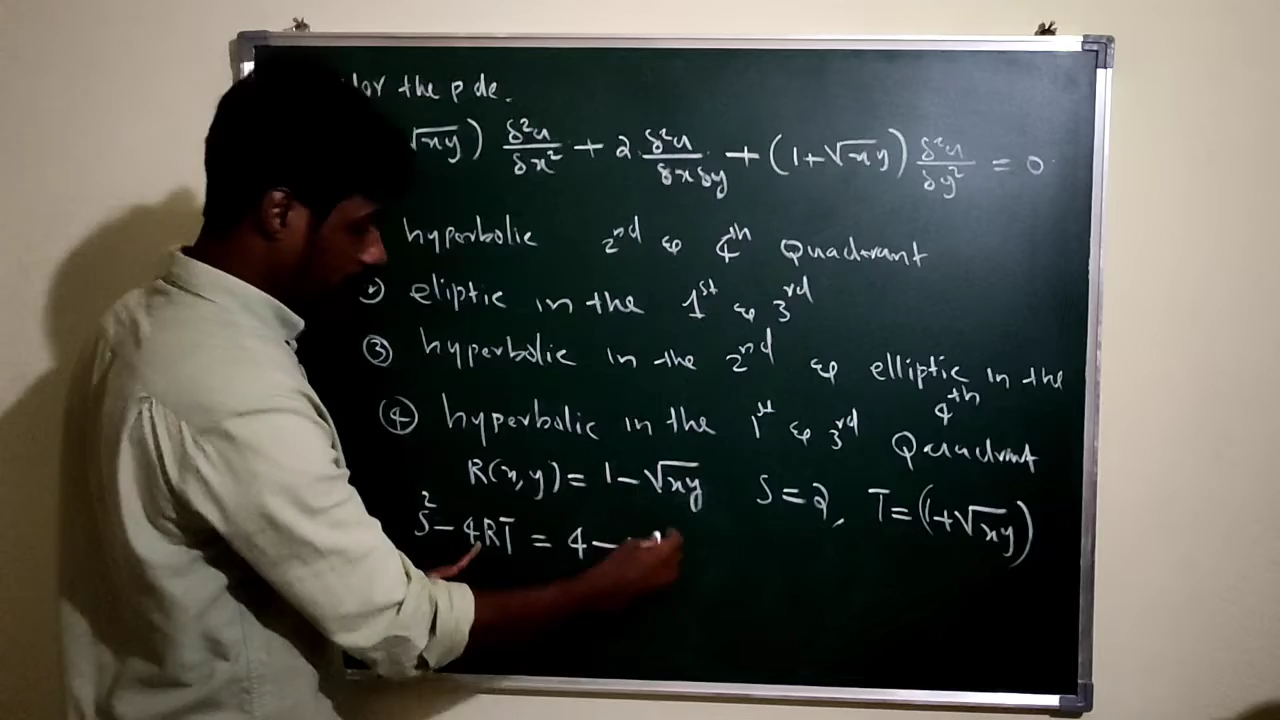 for the p de.
√xy) δ²u/δx² + 2 δ²u/δxδy + (1+√xy) δ²u/δy² = 0
hyperbolic 2nd & 4th Quadrant
eliptic in the 1st & 3rd
③ hyperbolic in the 2nd & elliptic in the 4th
④ hyperbolic in the 1st & 3rd Quadrant
R(x,y) = 1-√xy S = 2, T = (1+√xy)
S² - 4RT = 4 -